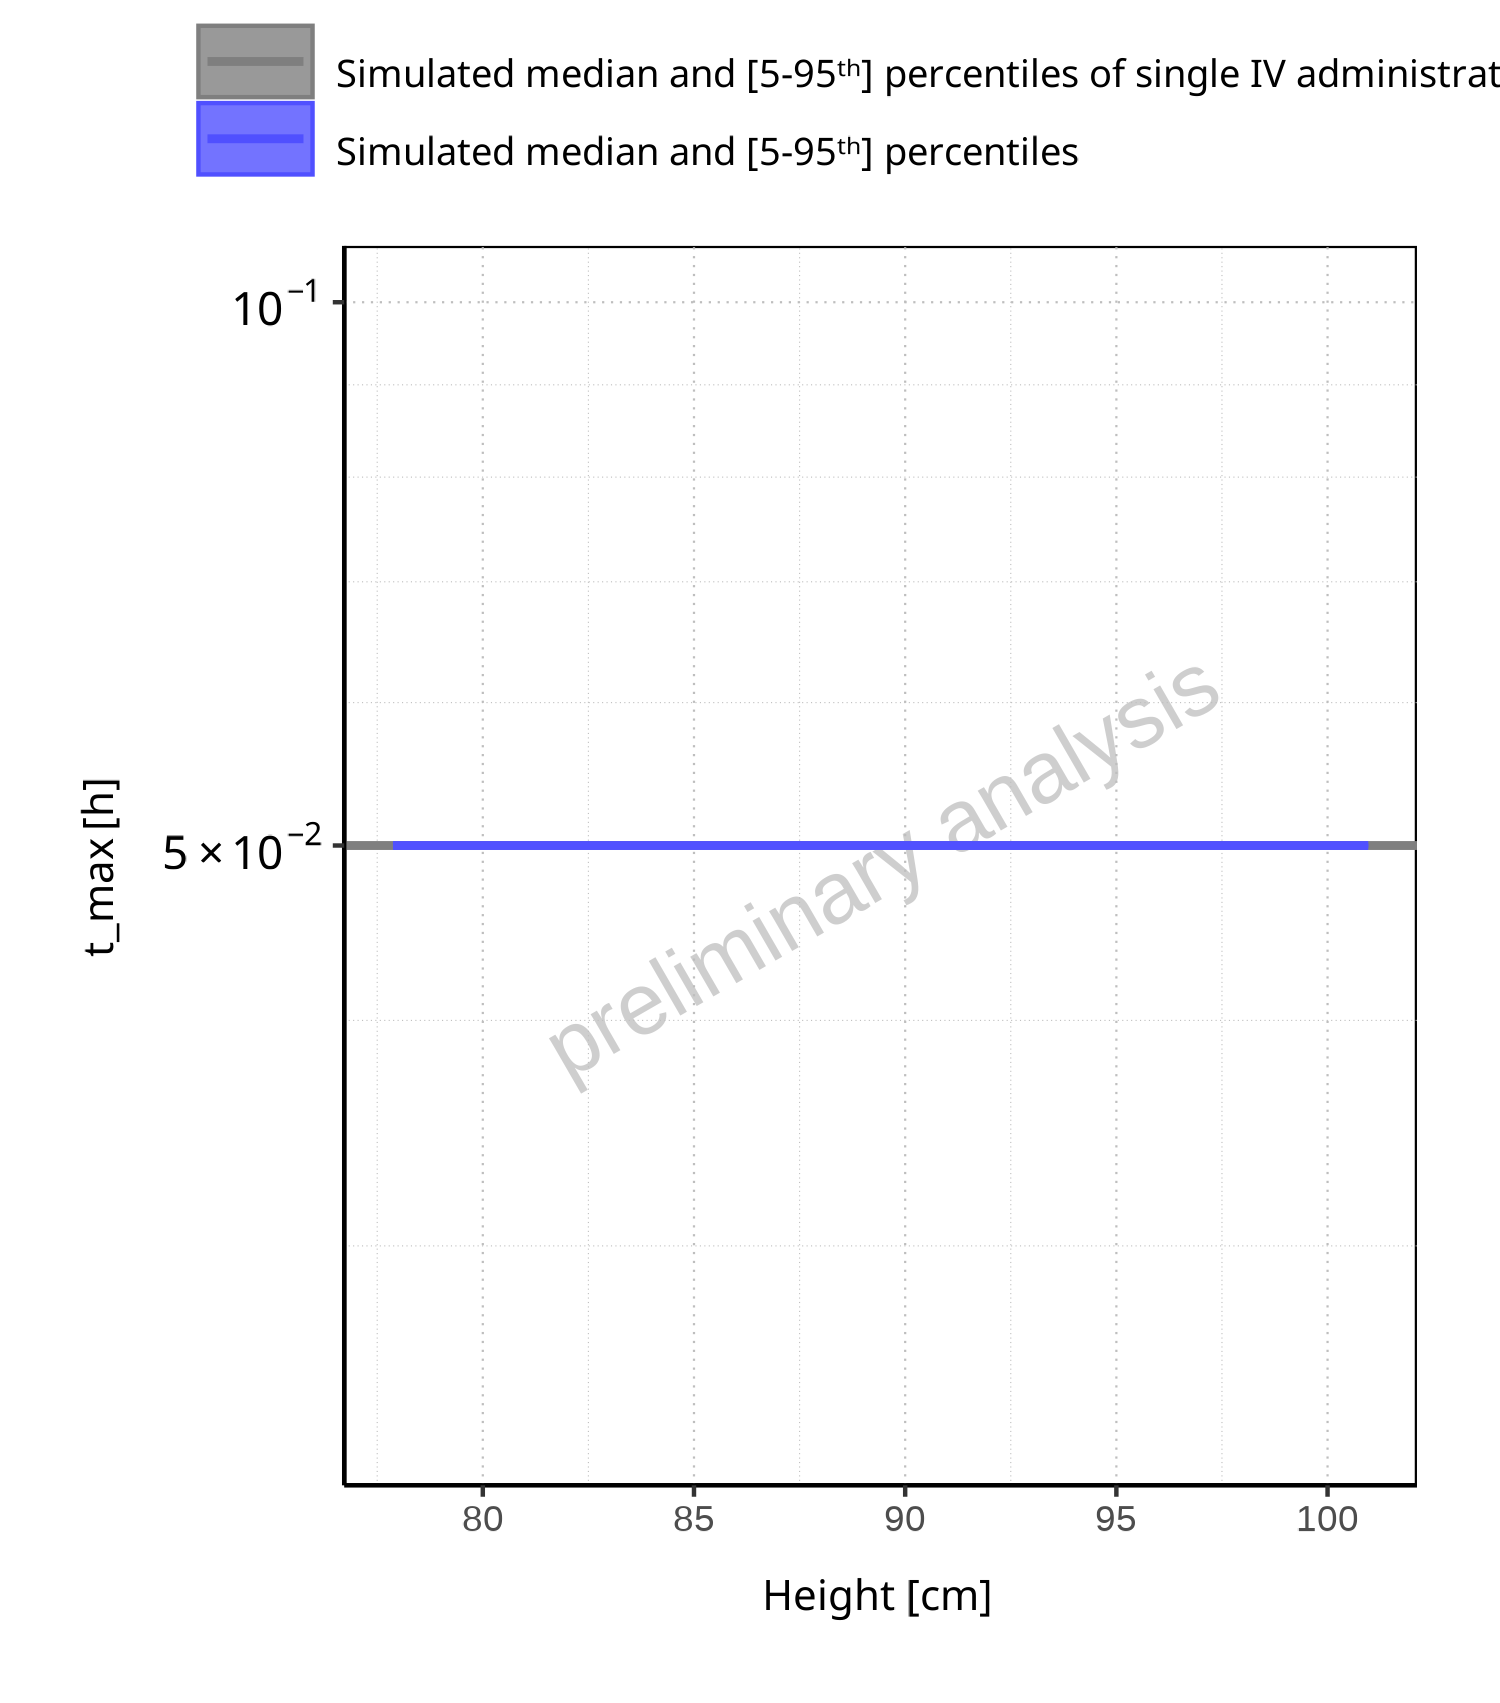 Simulated median and [5-95ᵗʰ] percentiles of single IV administrat
Simulated median and [5-95ᵗʰ] percentiles
10⁻¹
5 × 10⁻²
t_max [h]
preliminary analysis
80 85 90 95 100
Height [cm]